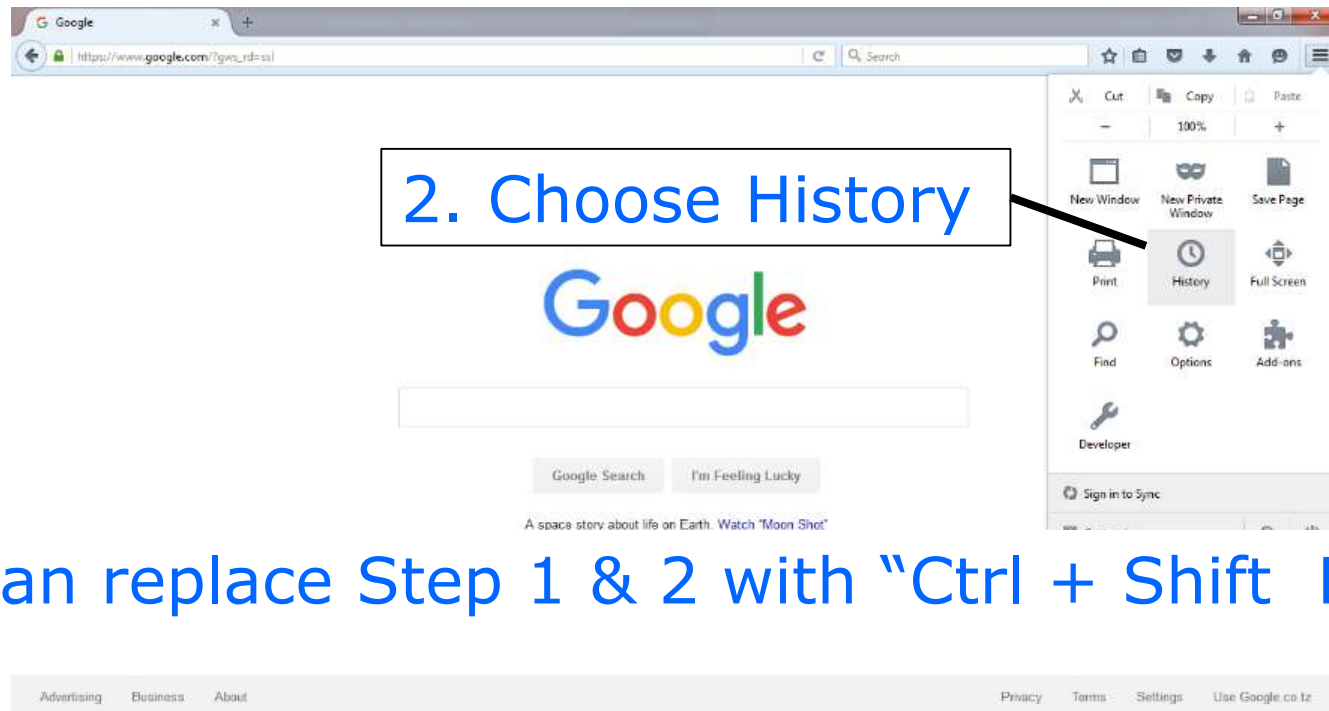 Google
https://www.google.com/?gws_rd=ssl
Search
Cut Copy Paste
− 100% +
2. Choose History
New Window New Private Window Save Page
Print History Full Screen
Google
Find Options Add-ons
Developer
Google Search I'm Feeling Lucky
Sign in to Sync
A space story about life on Earth. Watch "Moon Shot"
an replace Step 1 & 2 with “Ctrl + Shift
Advertising Business About Privacy Terms Settings Use Google.co.tz